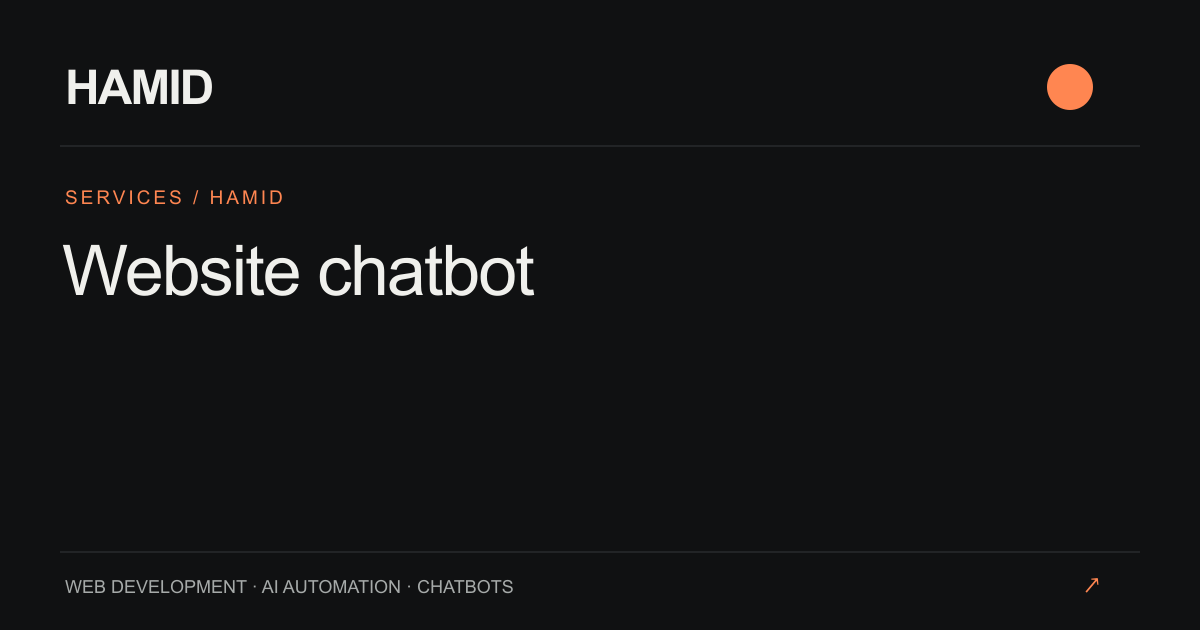 HAMID
SERVICES / HAMID
Website chatbot
WEB DEVELOPMENT · AI AUTOMATION · CHATBOTS ↗